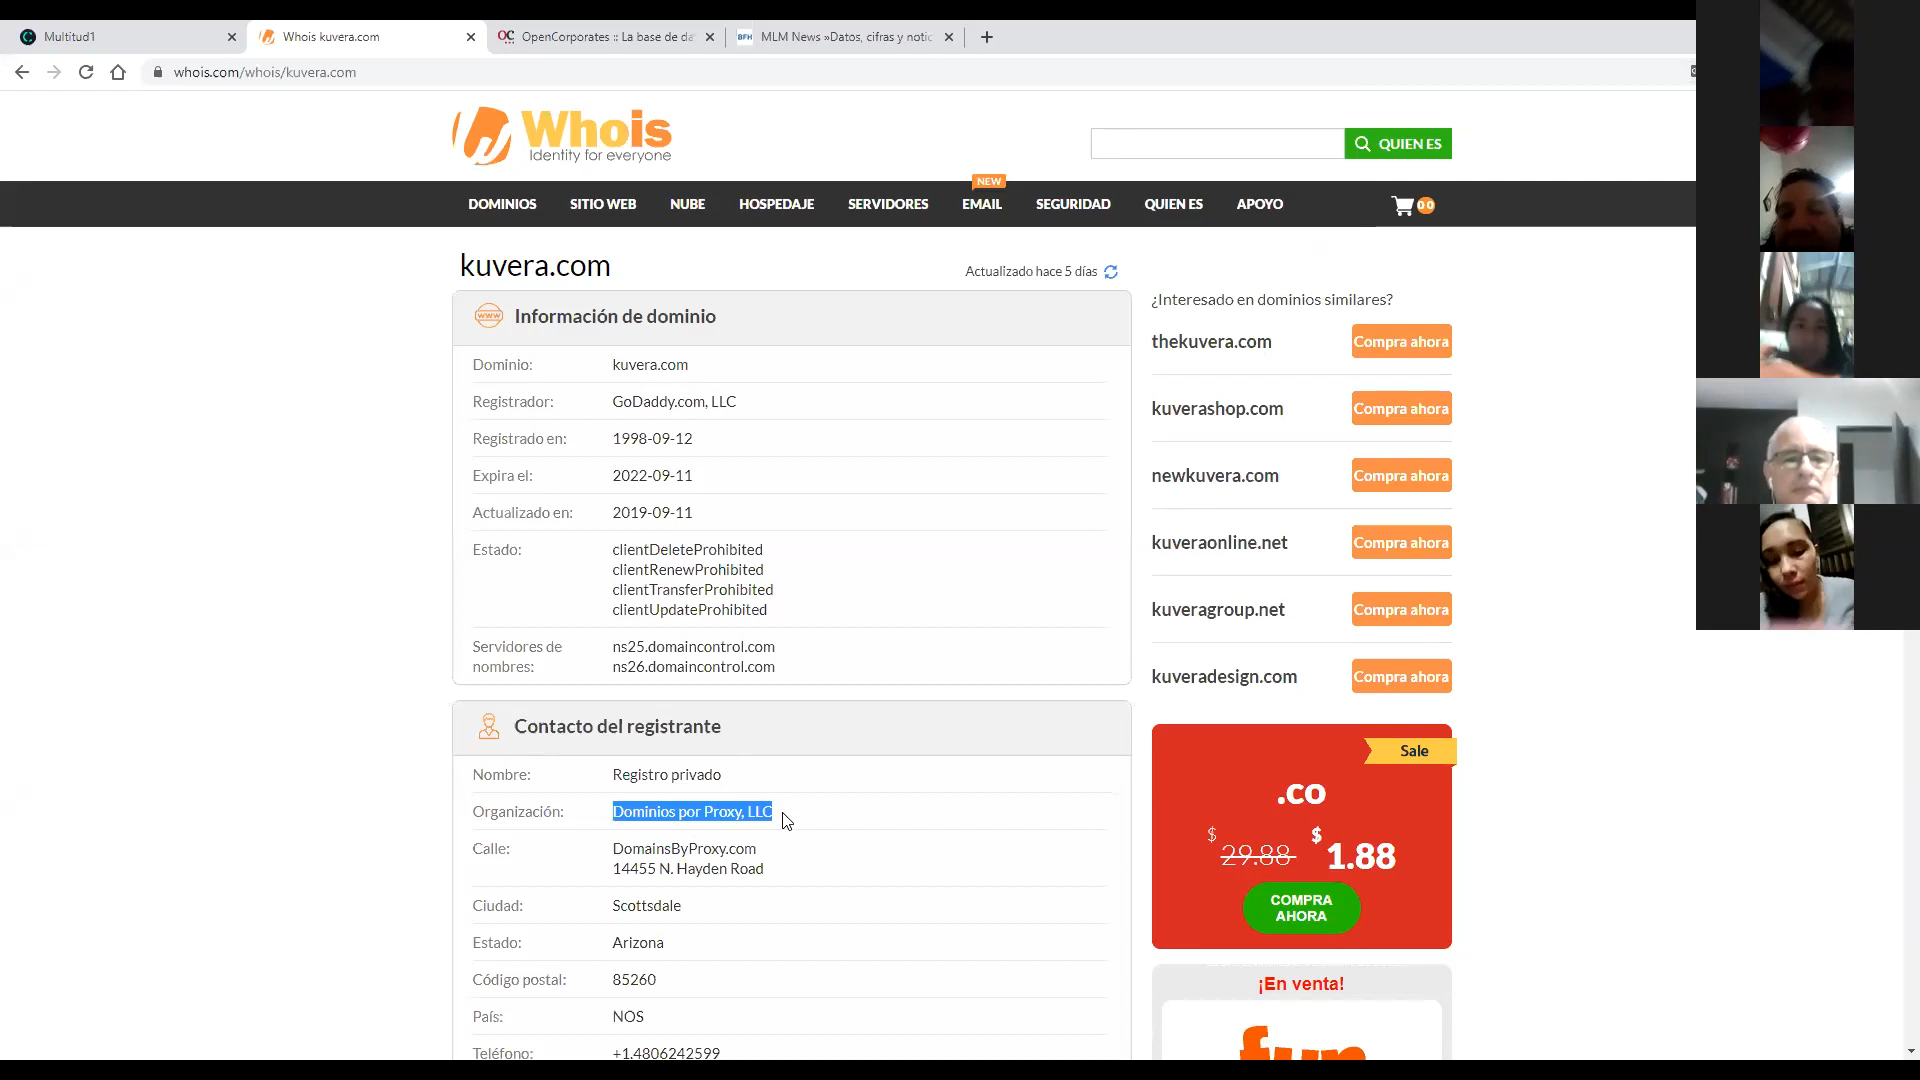 Multitud1
Whois kuvera.com
OpenCorporates :: La base de da
BFH
MLM News »Datos, cifras y notic
whois.com/whois/kuvera.com
Whois
Identity for everyone
QUIEN ES
NEW
DOMINIOS
SITIO WEB
NUBE
HOSPEDAJE
SERVIDORES
EMAIL
SEGURIDAD
QUIEN ES
APOYO
kuvera.com
Actualizado hace 5 días
Información de dominio
Dominio:
kuvera.com
Registrador:
GoDaddy.com, LLC
Registrado en:
1998-09-12
Expira el:
2022-09-11
Actualizado en:
2019-09-11
Estado:
clientDeleteProhibited
clientRenewProhibited
clientTransferProhibited
clientUpdateProhibited
Servidores de
nombres:
ns25.domaincontrol.com
ns26.domaincontrol.com
Contacto del registrante
Nombre:
Registro privado
Organización:
Dominios por Proxy, LLC
Calle:
DomainsByProxy.com
14455 N. Hayden Road
Ciudad:
Scottsdale
Estado:
Arizona
Código postal:
85260
País:
NOS
Teléfono:
+1.4806242599
¿Interesado en dominios similares?
thekuvera.com
Compra ahora
kuverashop.com
Compra ahora
newkuvera.com
Compra ahora
kuveraonline.net
Compra ahora
kuveragroup.net
Compra ahora
kuveradesign.com
Compra ahora
Sale
.co
$29.88
$1.88
COMPRA
AHORA
¡En venta!